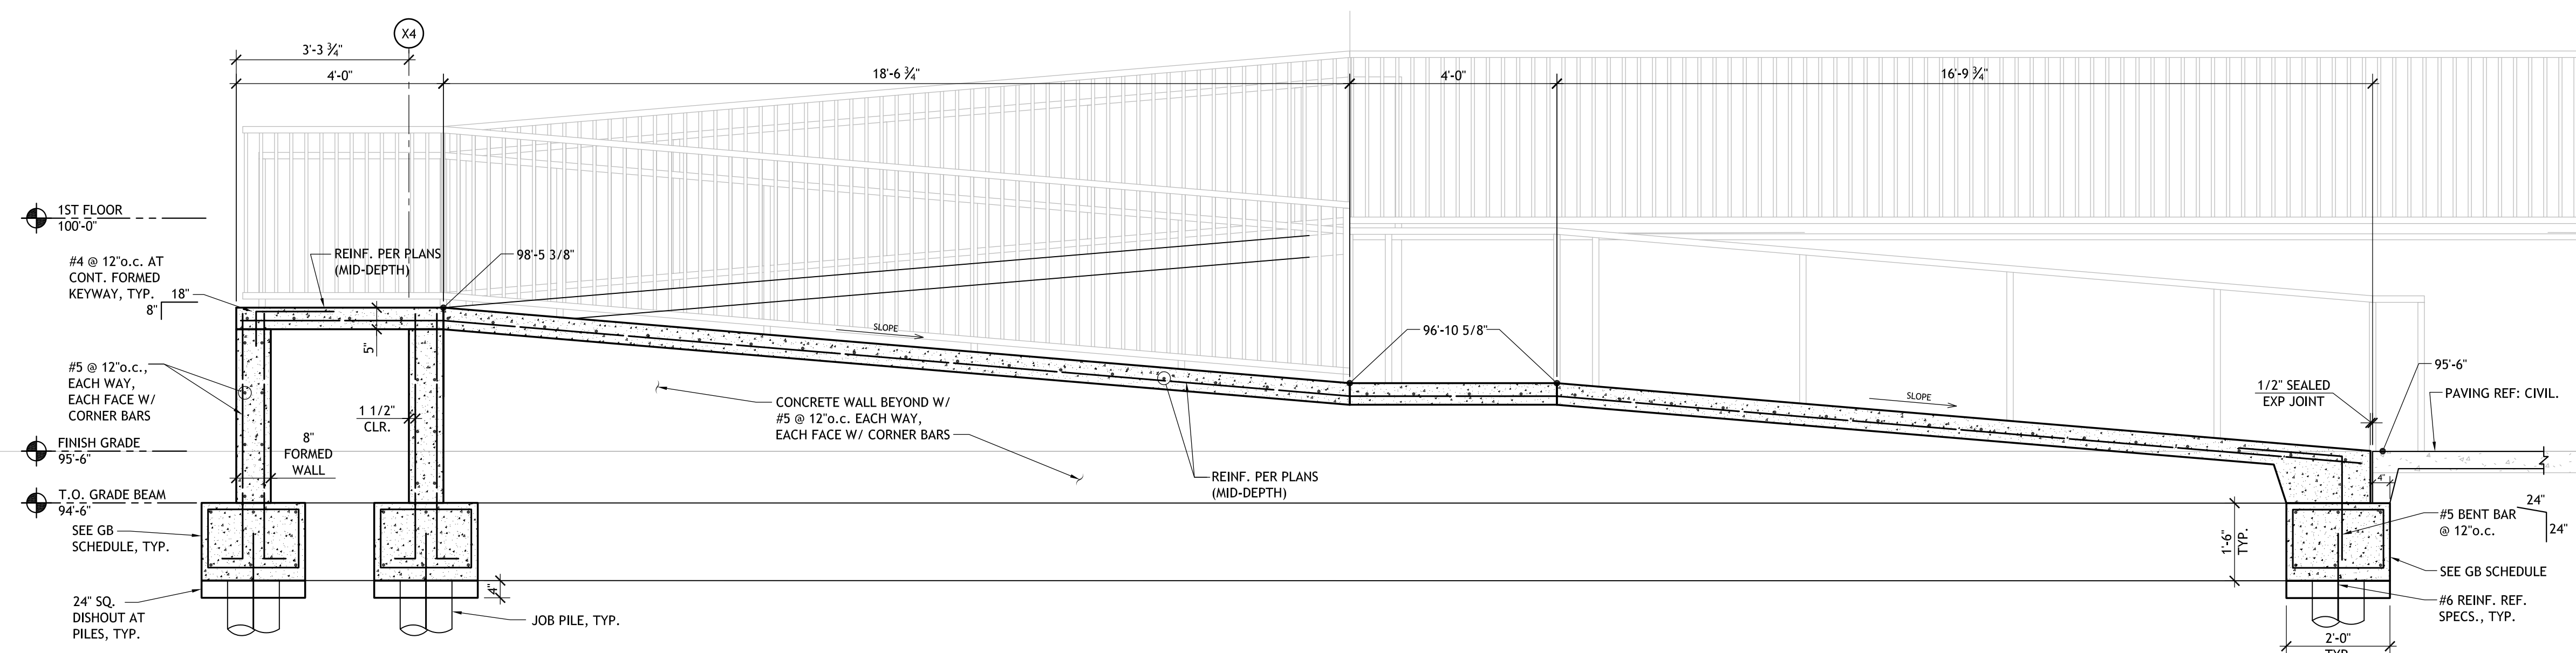 X4
3'-3 ¾"
4'-0"
18'-6 ¾"
4'-0"
16'-9 ¾"
1ST FLOOR
100'-0"
REINF. PER PLANS
(MID-DEPTH)
98'-5 3/8"
#4 @ 12"o.c. AT
CONT. FORMED
KEYWAY, TYP.
18"
8"
5"
SLOPE
96'-10 5/8"
#5 @ 12"o.c.,
EACH WAY,
EACH FACE W/
CORNER BARS
1 1/2"
CLR.
CONCRETE WALL BEYOND W/
#5 @ 12"o.c. EACH WAY,
EACH FACE W/ CORNER BARS
SLOPE
1/2" SEALED
EXP JOINT
95'-6"
PAVING REF: CIVIL.
FINISH GRADE
95'-6"
8"
FORMED
WALL
REINF. PER PLANS
(MID-DEPTH)
4"
T.O. GRADE BEAM
94'-6"
SEE GB
SCHEDULE, TYP.
1'-6"
TYP.
#5 BENT BAR
@ 12"o.c.
24"
24"
SEE GB SCHEDULE
24" SQ.
DISHOUT AT
PILES, TYP.
4"
JOB PILE, TYP.
#6 REINF. REF.
SPECS., TYP.
2'-0"
TYP.